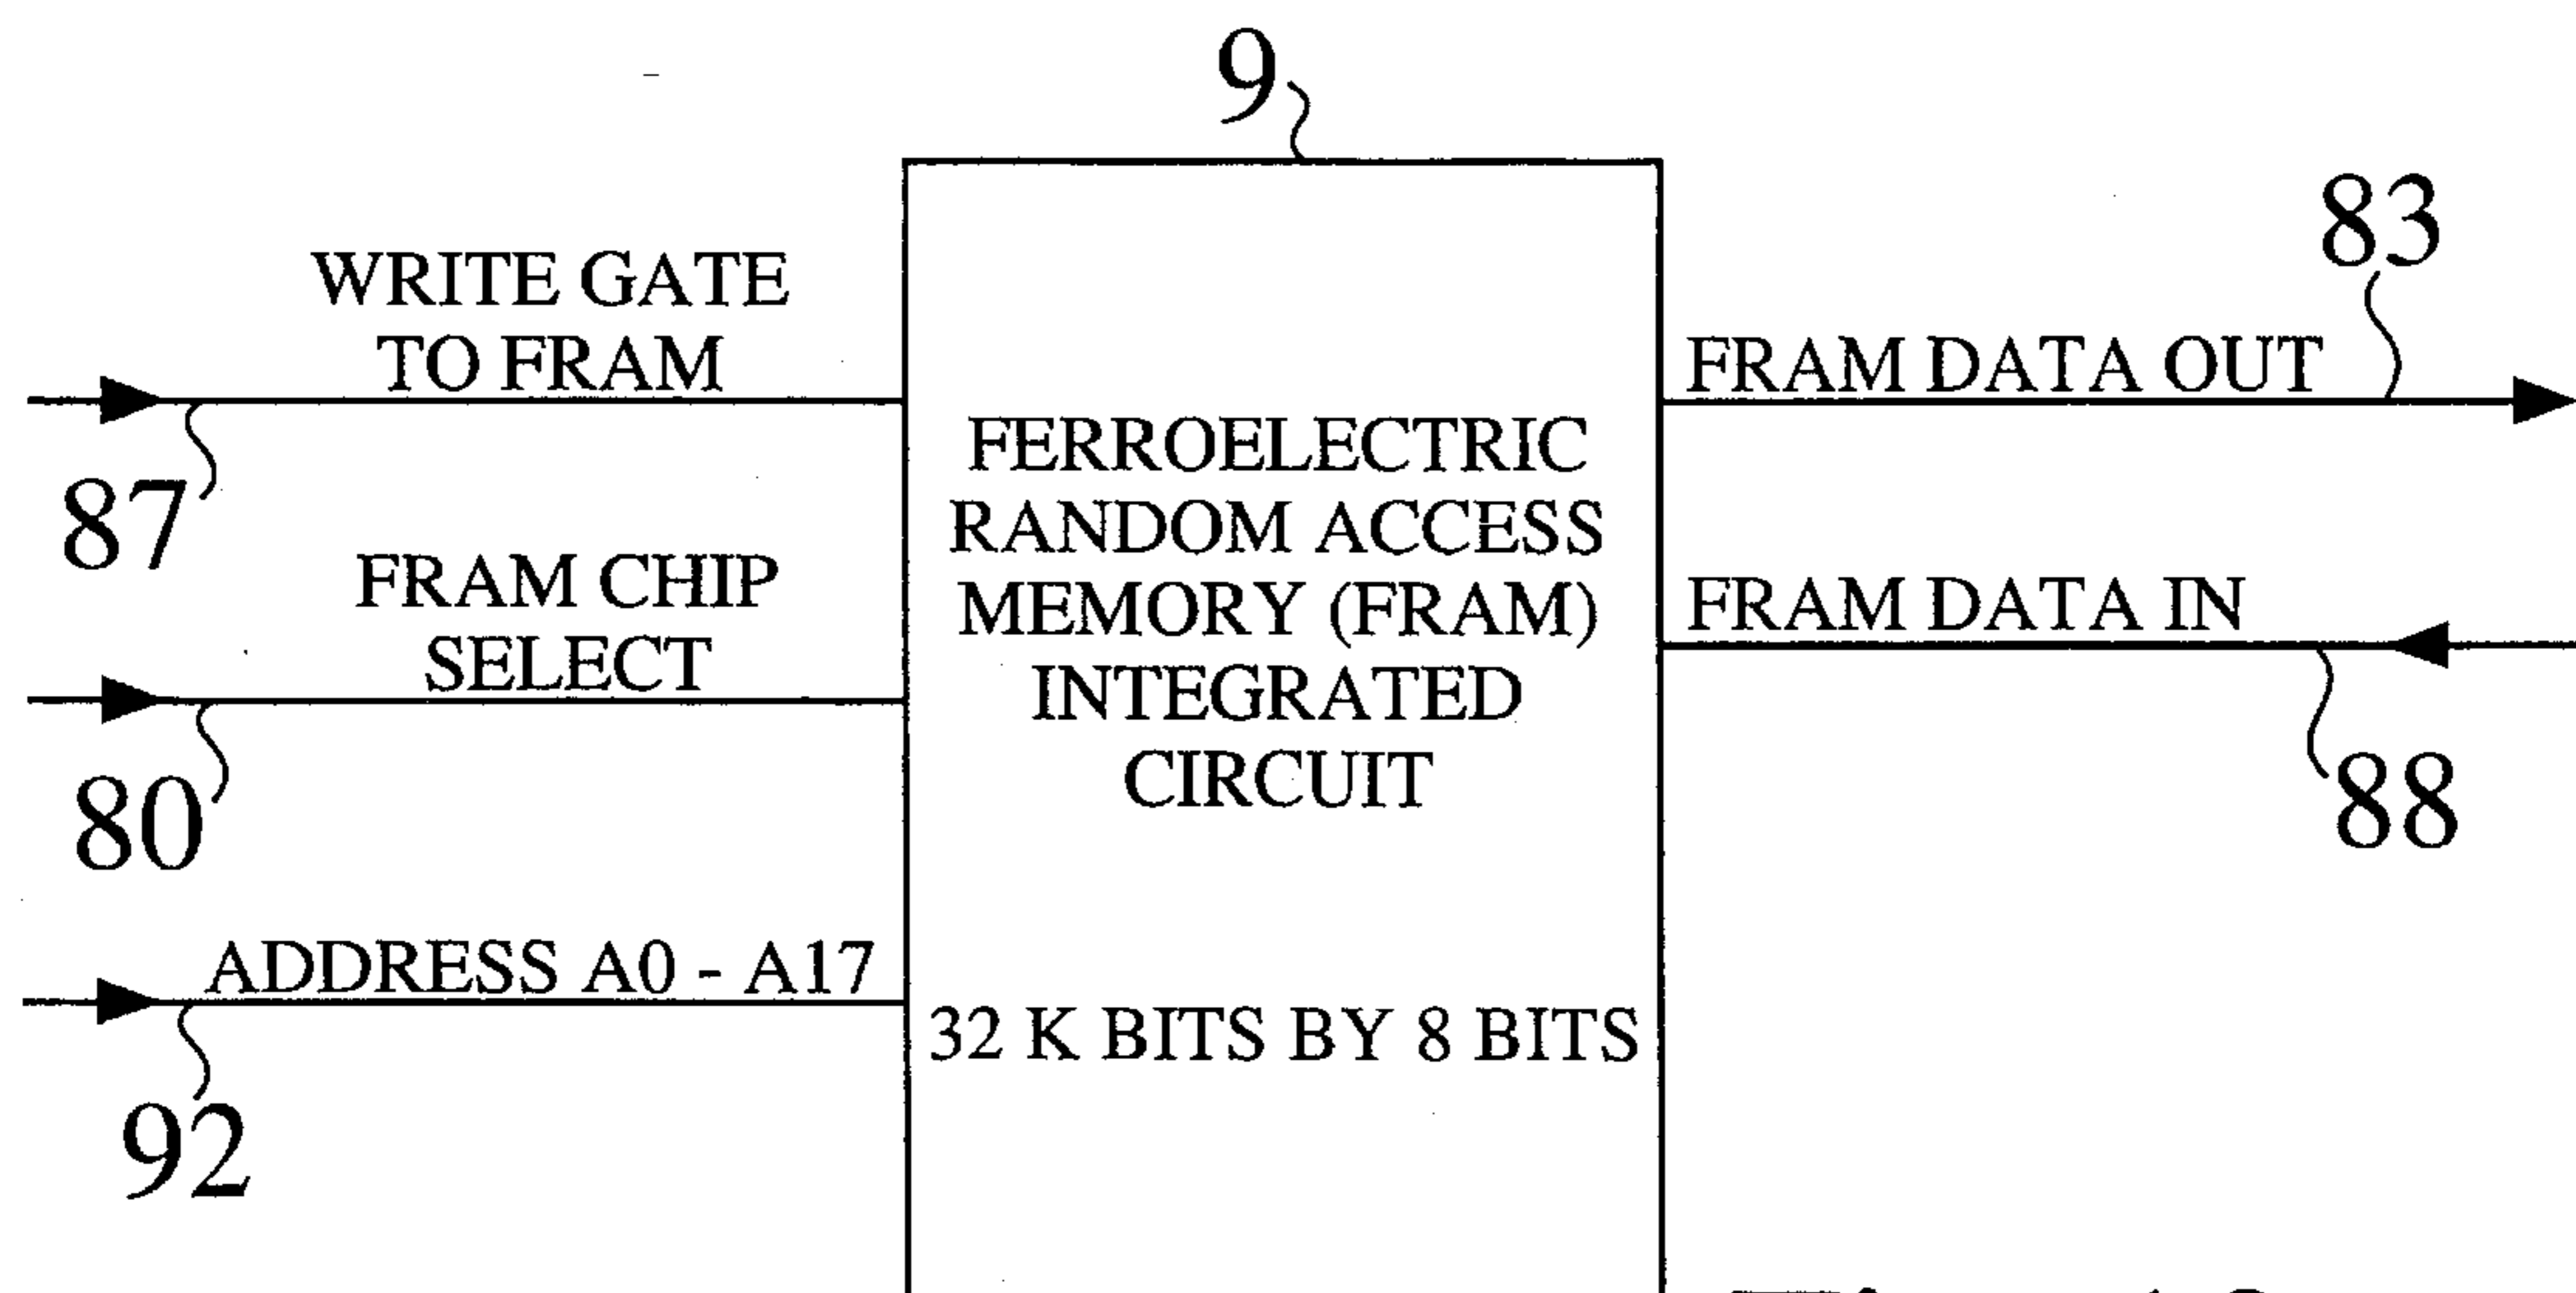 9
83
WRITE GATE
TO FRAM
FRAM DATA OUT
87
FERROELECTRIC
RANDOM ACCESS
MEMORY (FRAM)
INTEGRATED
CIRCUIT
FRAM DATA IN
FRAM CHIP
SELECT
80
88
ADDRESS A0 - A17
32 K BITS BY 8 BITS
92